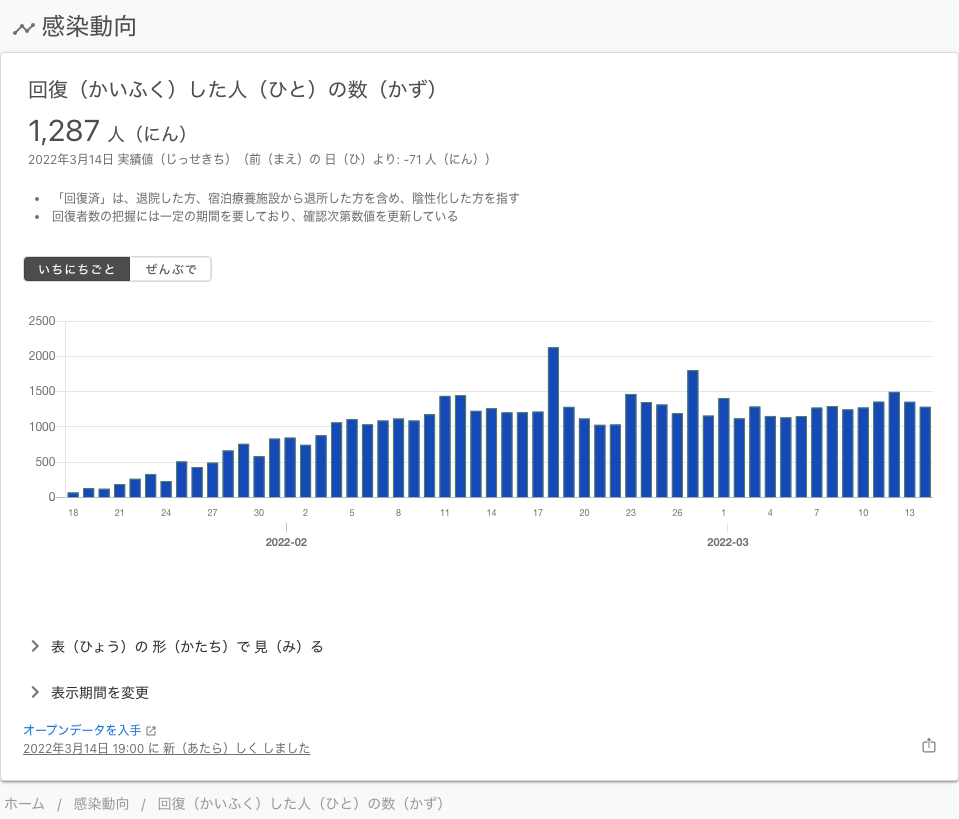 感染動向
回復（かいふく）した人（ひと）の数（かず）
1,287 人（にん）
2022年3月14日 実績値（じっせきち）（前（まえ）の 日（ひ）より: -71 人（にん））
• 「回復済」は、退院した方、宿泊療養施設から退所した方を含め、陰性化した方を指す
• 回復者数の把握には一定の期間を要しており、確認次第数値を更新している
いちにちごと ぜんぶで
2500
2000
1500
1000
500
0
18 21 24 27 30 2 5 8 11 14 17 20 23 26 1 4 7 10 13
2022-02 2022-03
表（ひょう）の 形（かたち）で 見（み）る
表示期間を変更
オープンデータを入手
2022年3月14日 19:00 に 新（あたら）しく しました
ホーム / 感染動向 / 回復（かいふく）した人（ひと）の数（かず）